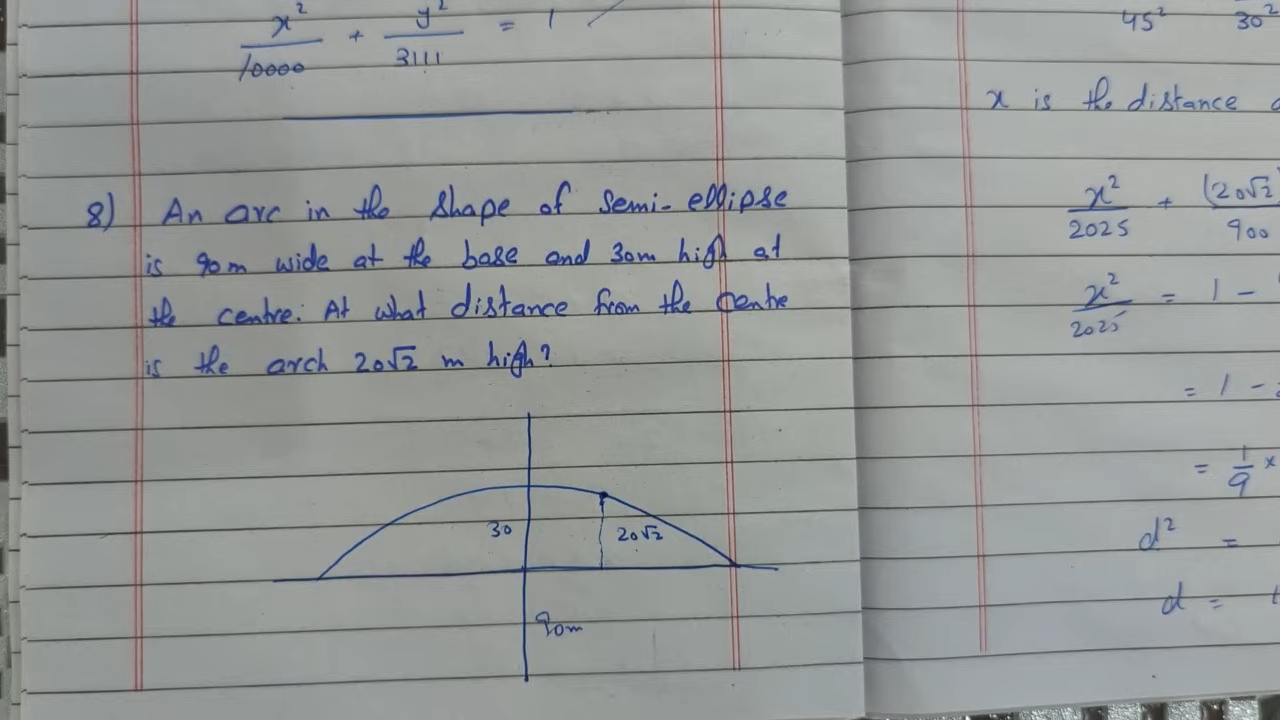 x²/10000 + y²/3111 = 1
8) An arc in the shape of semi-ellipse
is 90m wide at the base and 30m high at
the centre. At what distance from the centre
is the arch 20√2 m high?
30
20√2
90m
45² 30²
x is the distance
x²/2025 + (20√2)/900
x²/2025 = 1 -
= 1 -
= 1/9 ×
d² =
d =